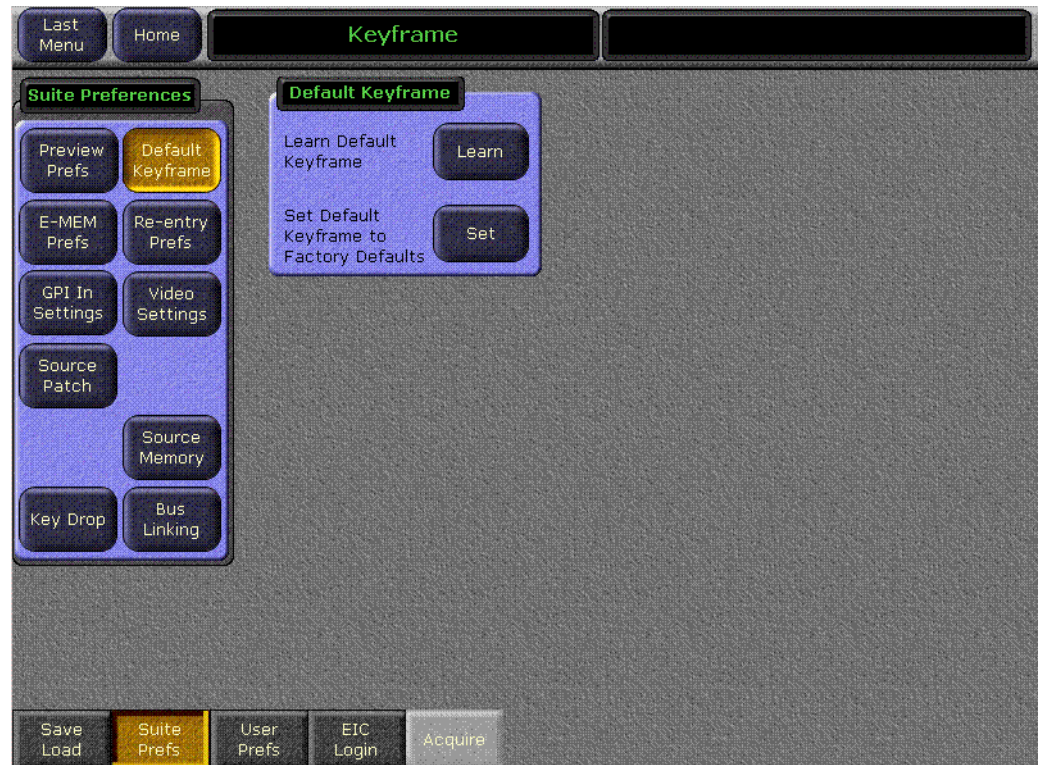 Last
Menu
Home
Keyframe
Suite Preferences
Preview
Prefs
Default
Keyframe
E-MEM
Prefs
Re-entry
Prefs
GPI In
Settings
Video
Settings
Source
Patch
Source
Memory
Key Drop
Bus
Linking
Default Keyframe
Learn Default
Keyframe
Learn
Set Default
Keyframe to
Factory Defaults
Set
Save
Load
Suite
Prefs
User
Prefs
EIC
Login
Acquire